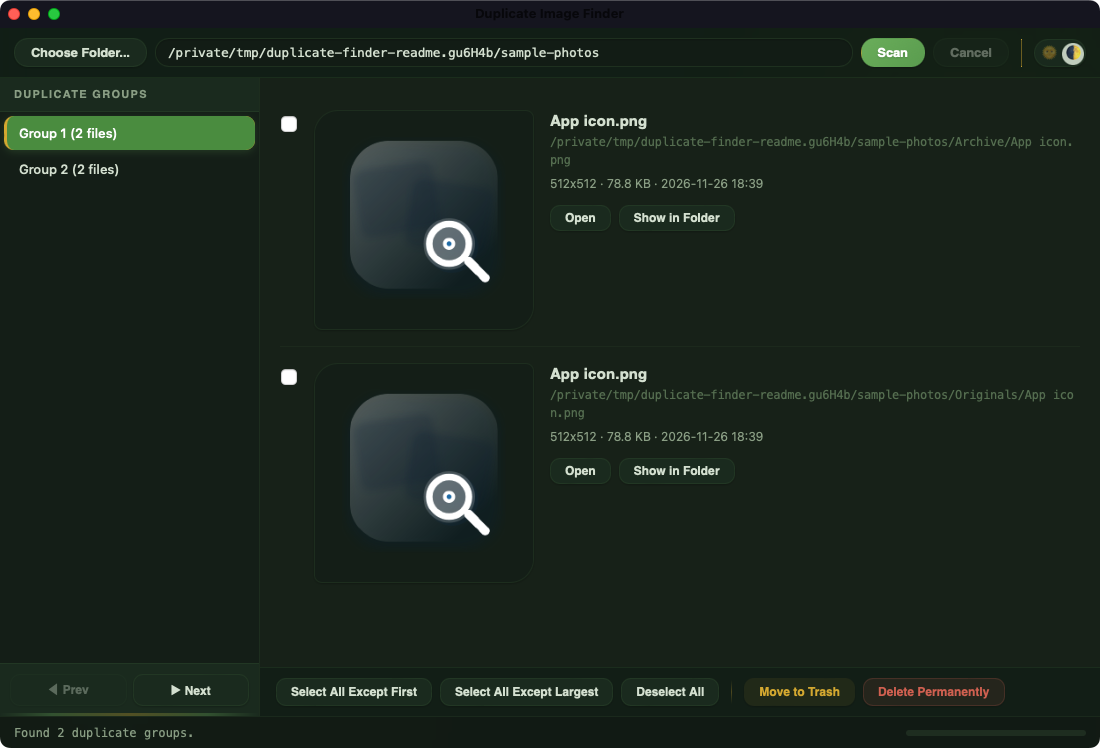 Duplicate Image Finder
Choose Folder...
/private/tmp/duplicate-finder-readme.gu6H4b/sample-photos
Scan
Cancel
DUPLICATE GROUPS
Group 1 (2 files)
Group 2 (2 files)
App icon.png
/private/tmp/duplicate-finder-readme.gu6H4b/sample-photos/Archive/App icon.
png
512x512 · 78.8 KB · 2026-11-26 18:39
Open
Show in Folder
App icon.png
/private/tmp/duplicate-finder-readme.gu6H4b/sample-photos/Originals/App ico
n.png
512x512 · 78.8 KB · 2026-11-26 18:39
Open
Show in Folder
◀ Prev
▶ Next
Select All Except First
Select All Except Largest
Deselect All
Move to Trash
Delete Permanently
Found 2 duplicate groups.